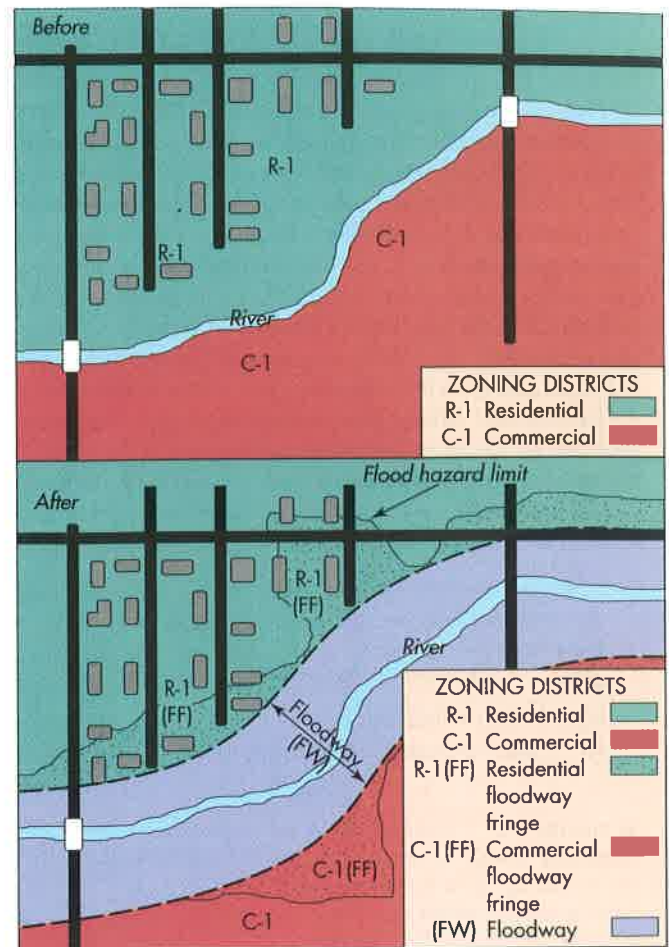 Before
R-1
R-1
C-1
River
C-1
ZONING DISTRICTS
R-1 Residential
C-1 Commercial
Flood hazard limit
After
R-1
(FF)
River
R-1
(FF)
Floodway
(FW)
C-1(FF)
C-1
ZONING DISTRICTS
R-1 Residential
C-1 Commercial
R-1(FF) Residential
floodway
fringe
C-1(FF) Commercial
floodway
fringe
(FW) Floodway